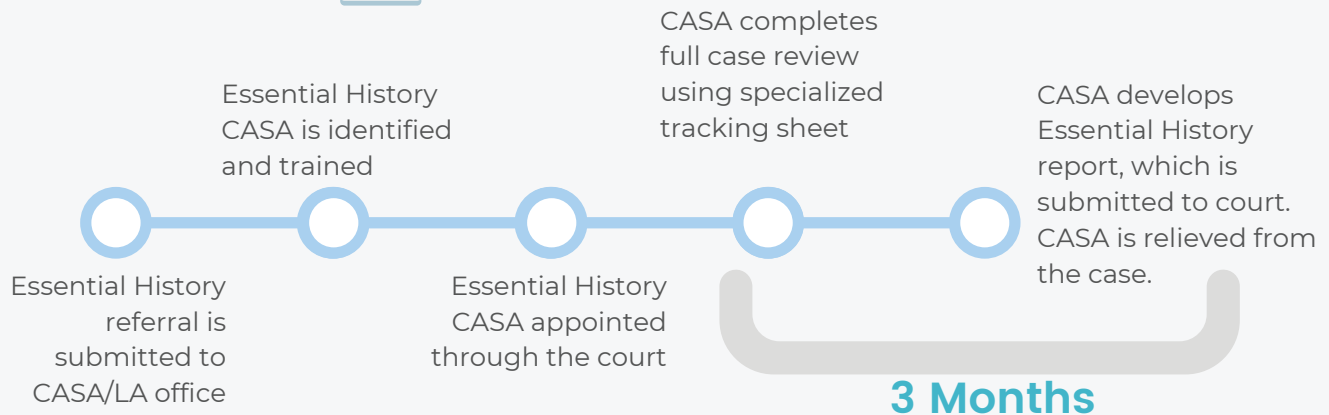 Essential History
referral is
submitted to
CASA/LA office
Essential History
CASA is identified
and trained
Essential History
CASA appointed
through the court
CASA completes
full case review
using specialized
tracking sheet
CASA develops
Essential History
report, which is
submitted to court.
CASA is relieved from
the case.
3 Months